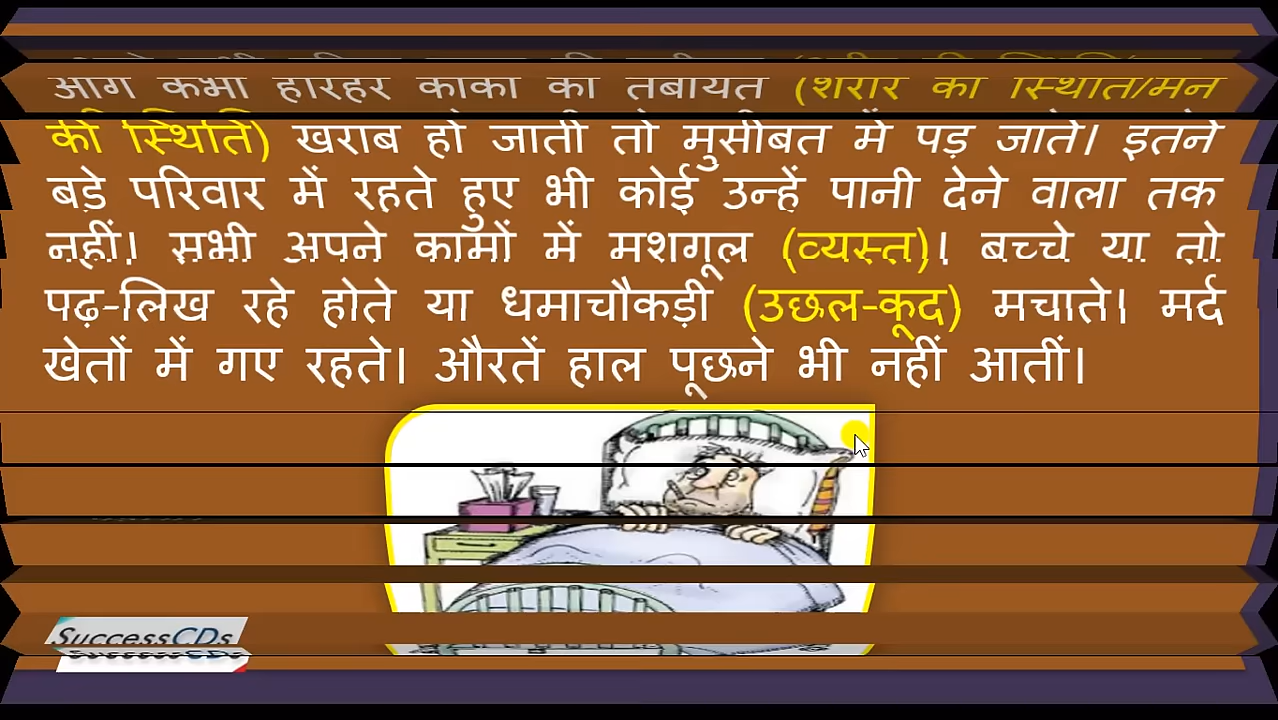 आगे कभी हरिहर काका की तबीयत (शरीर की स्थिति/मन
की स्थिति) खराब हो जाती तो मुसीबत में पड़ जाते। इतने
बड़े परिवार में रहते हुए भी कोई उन्हें पानी देने वाला तक
नहीं। सभी अपने कामों में मशगूल (व्यस्त)। बच्चे या तो
पढ़-लिख रहे होते या धमाचौकड़ी (उछल-कूद) मचाते। मर्द
खेतों में गए रहते। औरतें हाल पूछने भी नहीं आतीं।
SuccessCDs
SuccessCDs